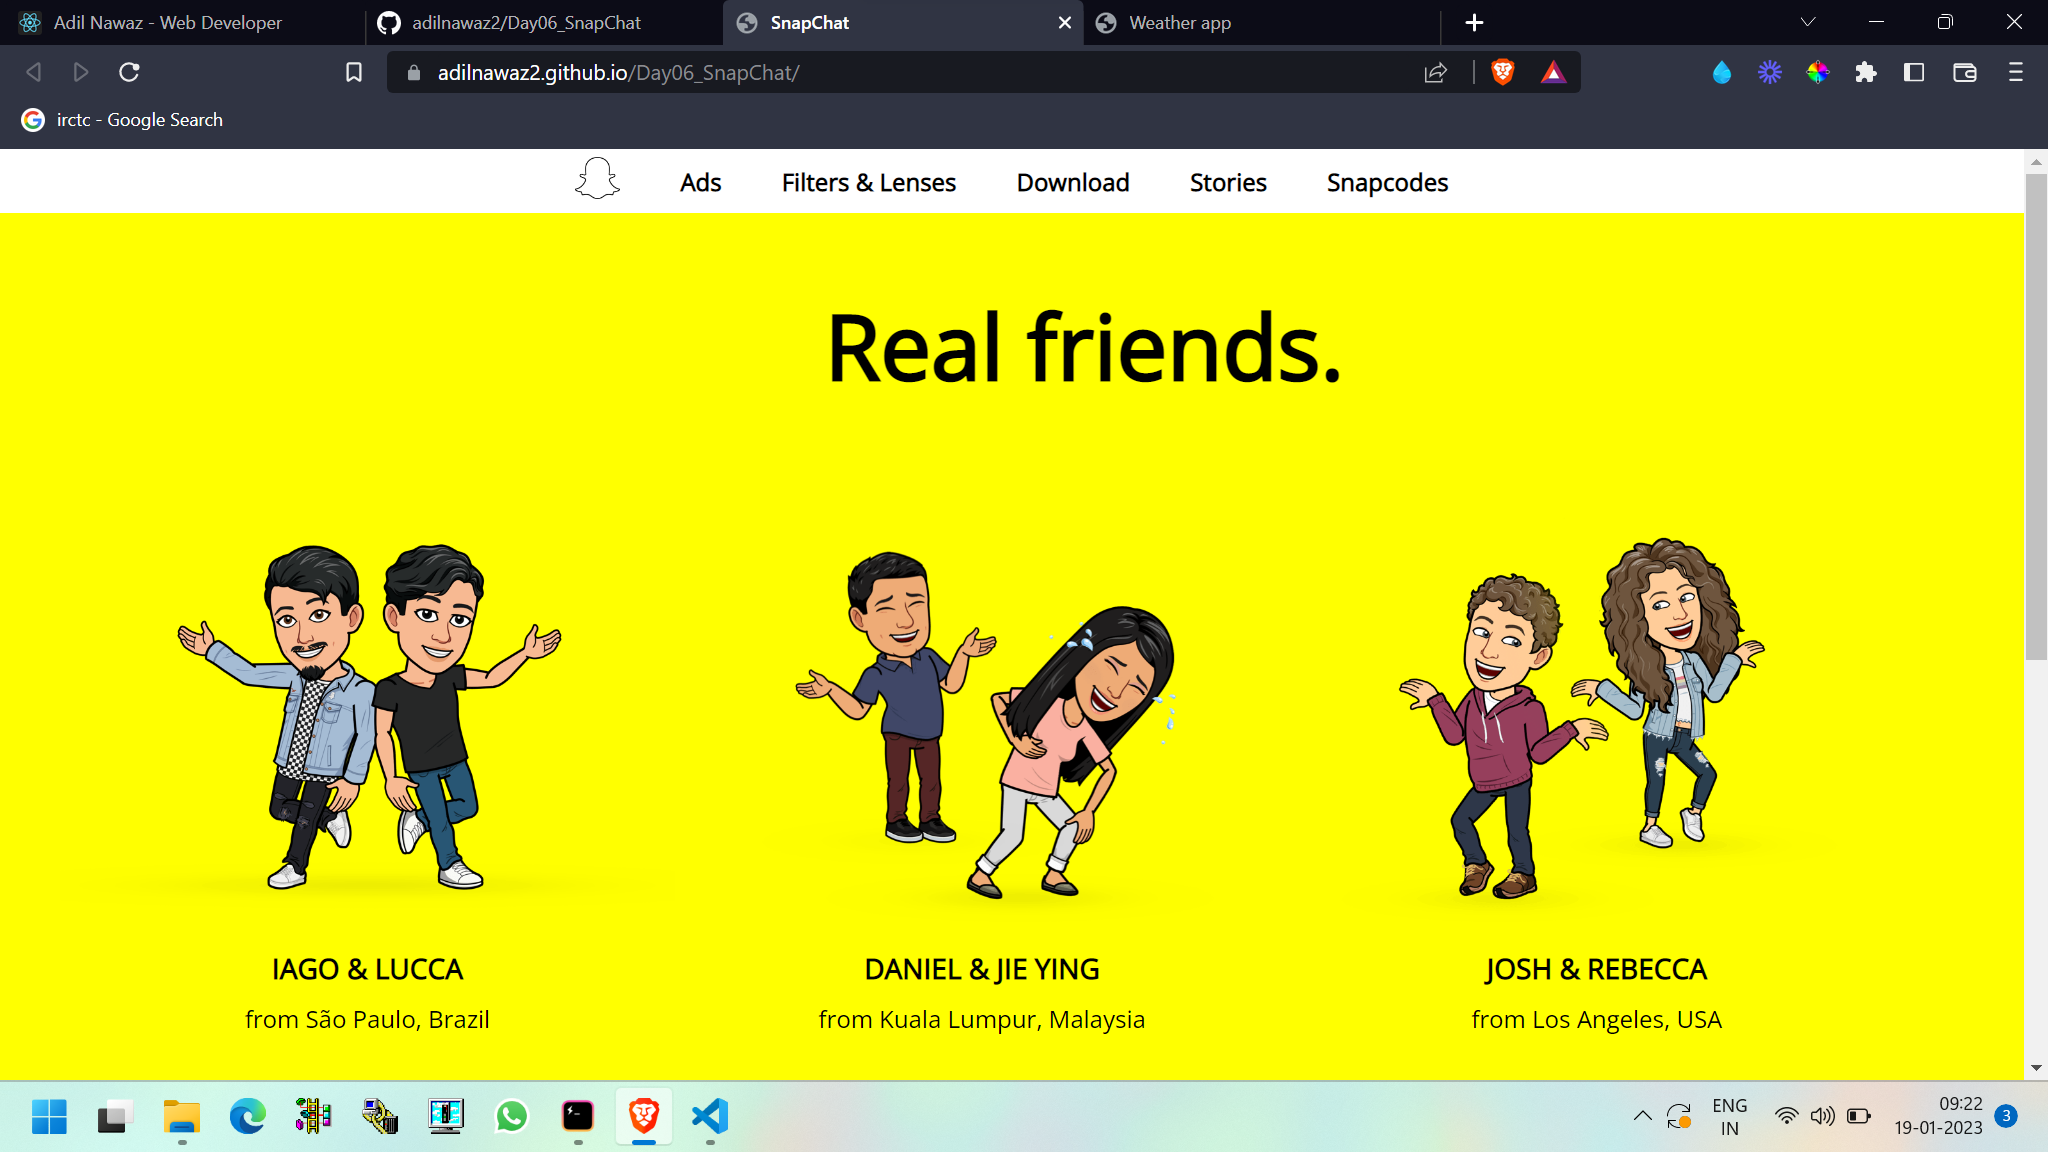 Adil Nawaz - Web Developer
adilnawaz2/Day06_SnapChat
SnapChat
Weather app
adilnawaz2.github.io/Day06_SnapChat/
irctc - Google Search
Ads
Filters & Lenses
Download
Stories
Snapcodes
Real friends.
IAGO & LUCCA
from São Paulo, Brazil
DANIEL & JIE YING
from Kuala Lumpur, Malaysia
JOSH & REBECCA
from Los Angeles, USA
ENG
IN
09:22
19-01-2023
3